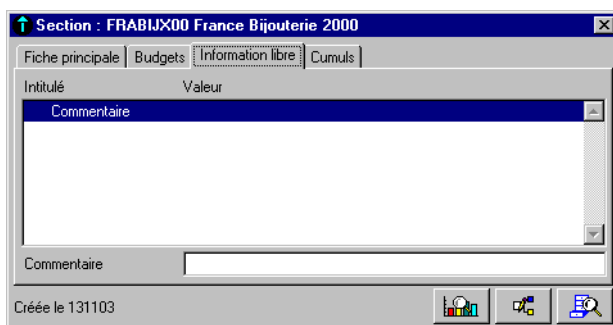 Section : FRABIJX00 France Bijouterie 2000
Fiche principale Budgets Information libre Cumuls
Intitulé Valeur
Commentaire
Commentaire
Créée le 131103